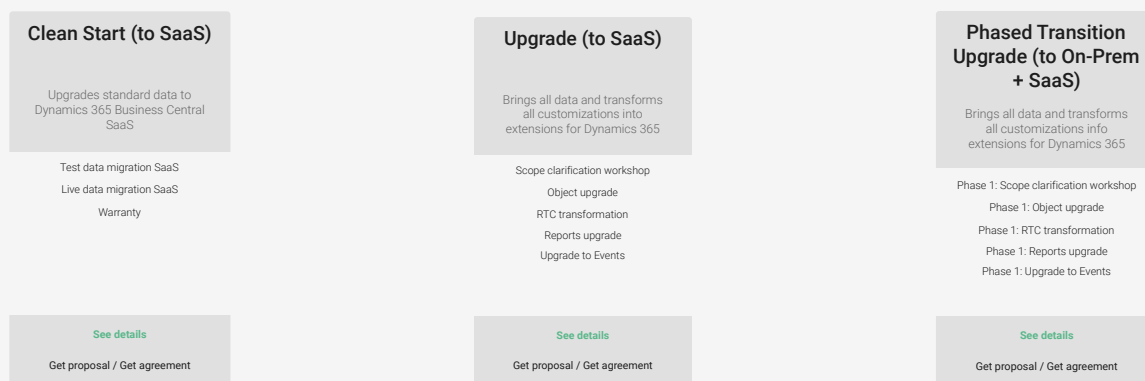 Clean Start (to SaaS)
Upgrades standard data to
Dynamics 365 Business Central
SaaS
Test data migration SaaS
Live data migration SaaS
Warranty
See details
Get proposal / Get agreement
Upgrade (to SaaS)
Brings all data and transforms
all customizations into
extensions for Dynamics 365
Scope clarification workshop
Object upgrade
RTC transformation
Reports upgrade
Upgrade to Events
See details
Get proposal / Get agreement
Phased Transition
Upgrade (to On-Prem
+ SaaS)
Brings all data and transforms
all customizations info
extensions for Dynamics 365
Phase 1: Scope clarification workshop
Phase 1: Object upgrade
Phase 1: RTC transformation
Phase 1: Reports upgrade
Phase 1: Upgrade to Events
See details
Get proposal / Get agreement